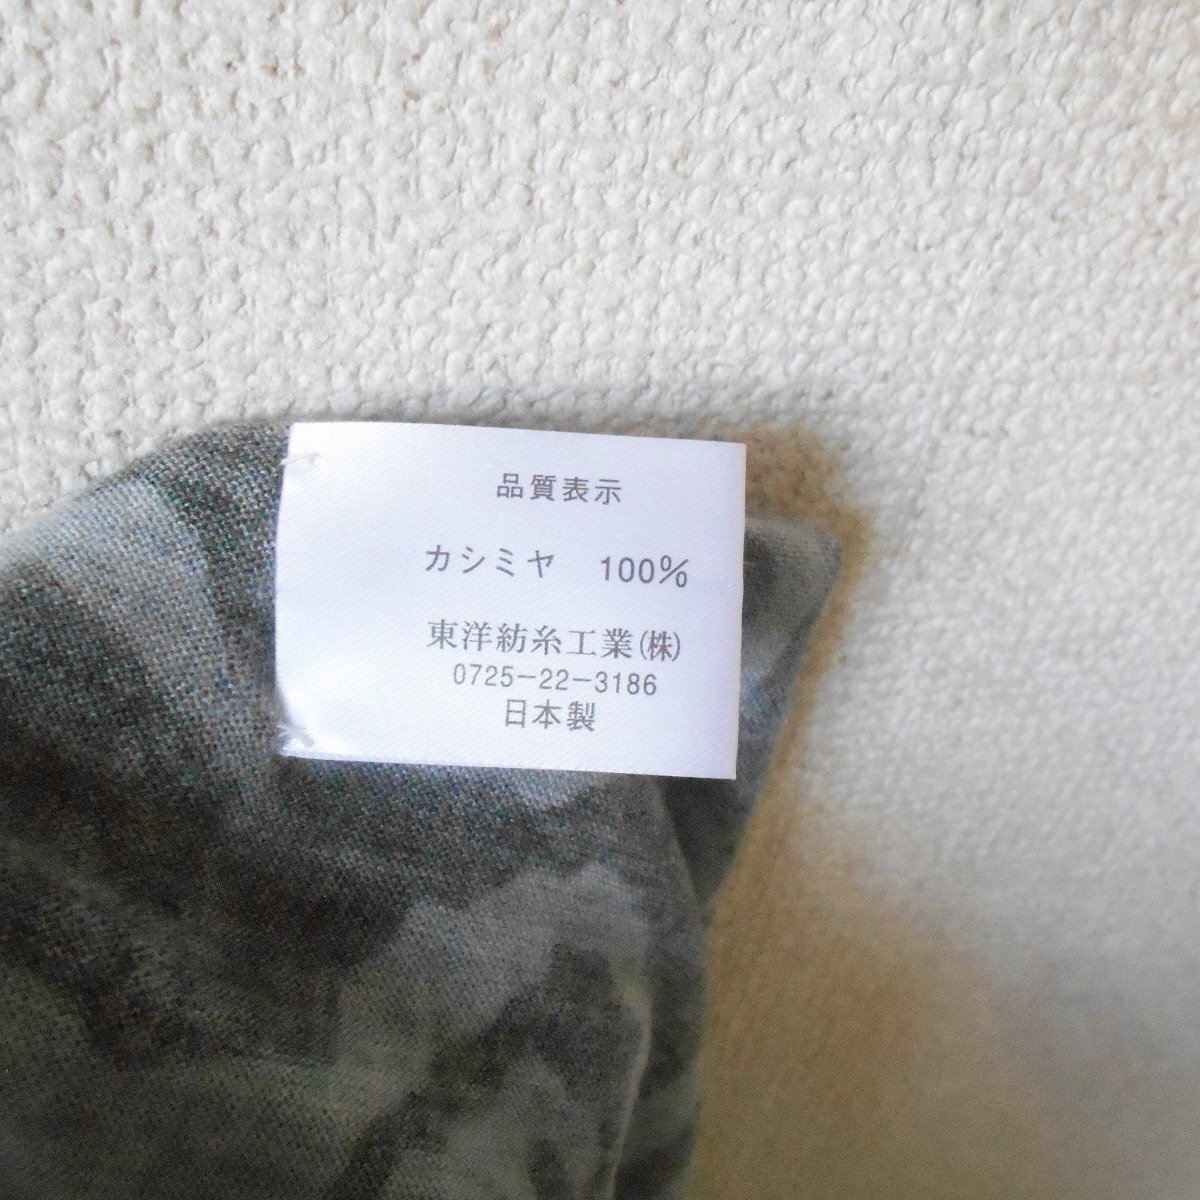 品質表示
カシミヤ 100%
東洋紡糸工業(株)
0725-22-3186
日本製